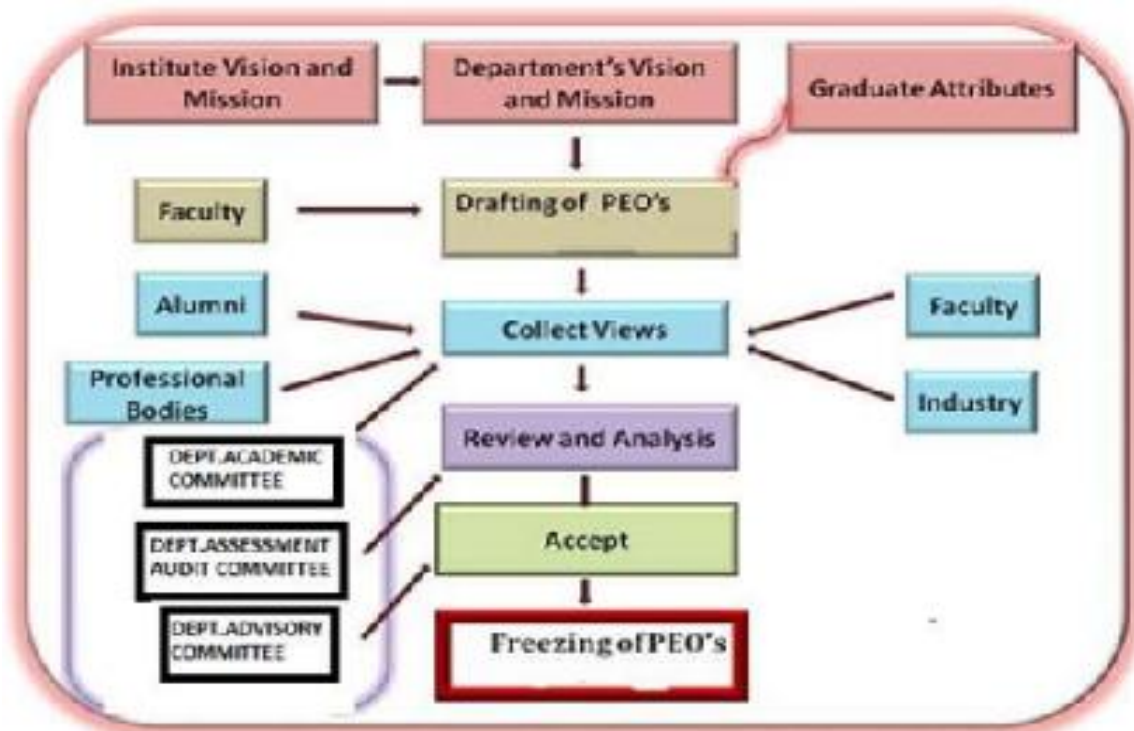 Institute Vision and
Mission
Department's Vision
and Mission
Graduate Attributes
Faculty
Drafting of PEO's
Alumni
Collect Views
Faculty
Professional
Bodies
Industry
Review and Analysis
DEPT.ACADEMIC
COMMITTEE
Accept
DEPT.ASSESSMENT
AUDIT COMMITTEE
DEPT.ADVISORY
COMMITTEE
Freezing of PEO's